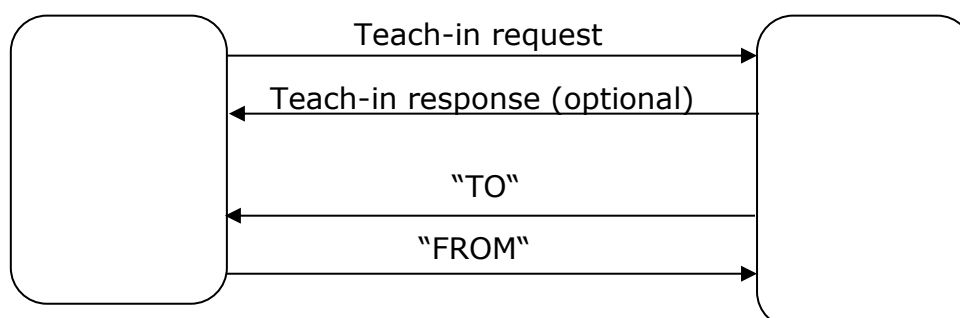 Teach-in request
Teach-in response (optional)
“TO“
“FROM“